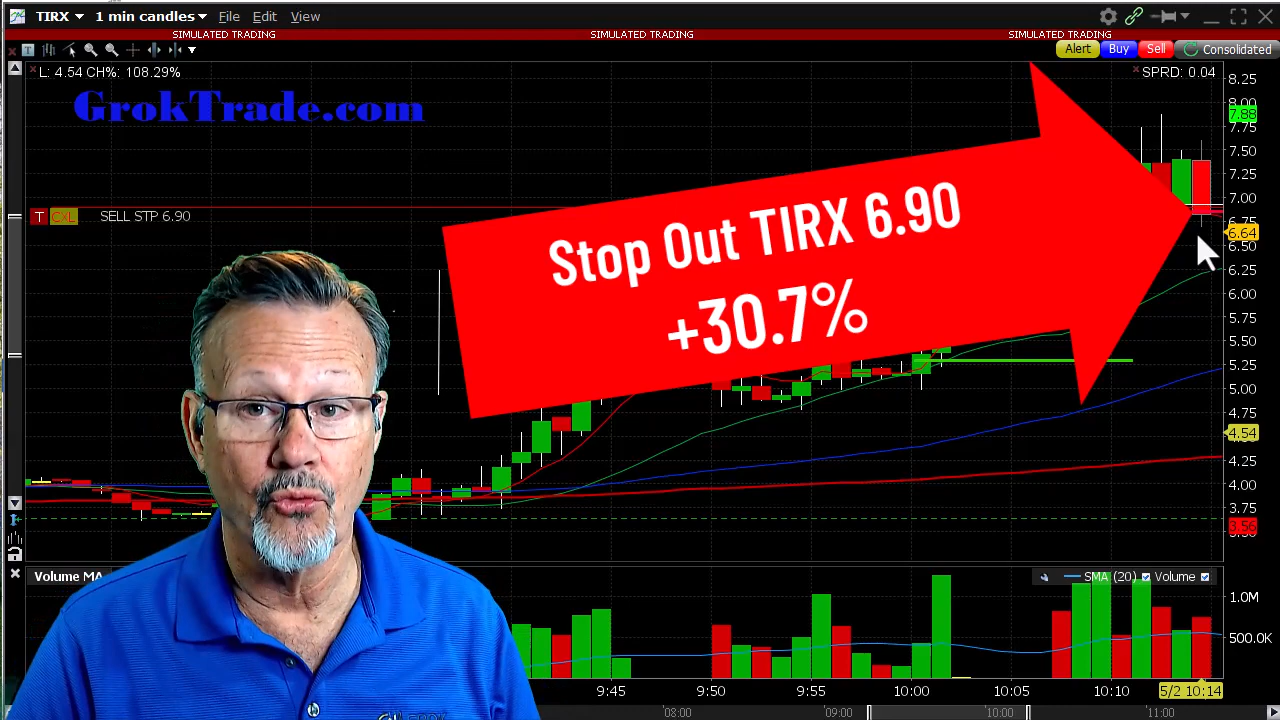 TIRX
1 min candles
File
Edit
View
SIMULATED TRADING
SIMULATED TRADING
SIMULATED TRADING
T
Alert
Buy
Sell
Consolidated
L: 4.54 CH%: 108.29%
SPRD: 0.04
GrokTrade.com
8.25
8.00
7.88
7.75
7.50
7.25
7.00
6.75
6.64
6.50
6.25
6.00
5.75
5.50
5.25
5.00
4.75
4.54
4.25
4.00
3.75
3.56
T CXL SELL STP 6.90
Stop Out TIRX 6.90
+30.7%
Volume MA
SMA (20)
Volume
1.0M
500.0K
9:45
9:50
9:55
10:00
10:05
10:10
5/2 10:14
08:00
09:00
10:00
11:00